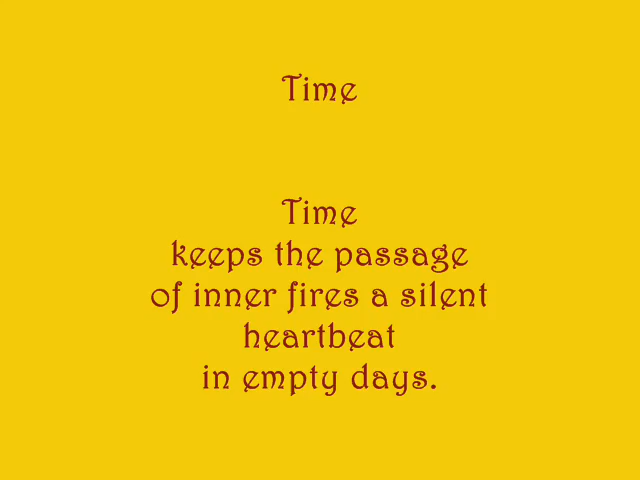 Time
Time
keeps the passage
of inner fires a silent
heartbeat
in empty days.